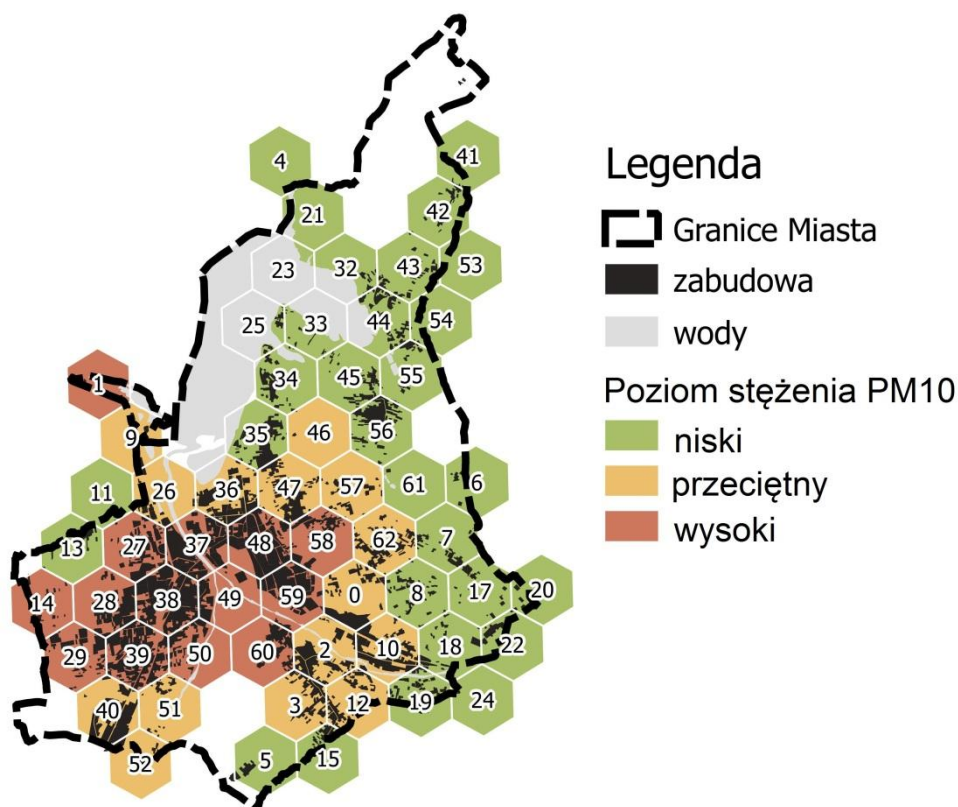 4 41
21 42
23 32 43 53
25 33 44 54
1 34 45 55
9 35 46 56
11 26 36 47 57 61 6
13 27 37 48 58 62 7
14 28 38 49 59 0 8 17 20
29 39 50 60 2 10 18 22
40 51 3 12 19 24
52 5 15
Legenda
Granice Miasta
zabudowa
wody
Poziom stężenia PM10
niski
przeciętny
wysoki